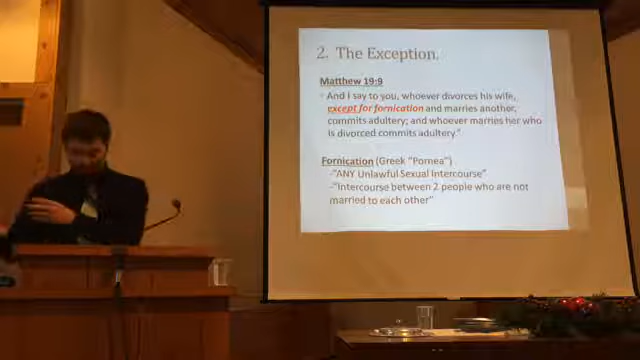 2. The Exception.
Matthew 19:9
And I say to you, whoever divorces his wife,
except for fornication and marries another,
commits adultery; and whoever marries her who
is divorced commits adultery."
Fornication (Greek "Pornea")
-"ANY Unlawful Sexual Intercourse"
-"Intercourse between 2 people who are not
married to each other"